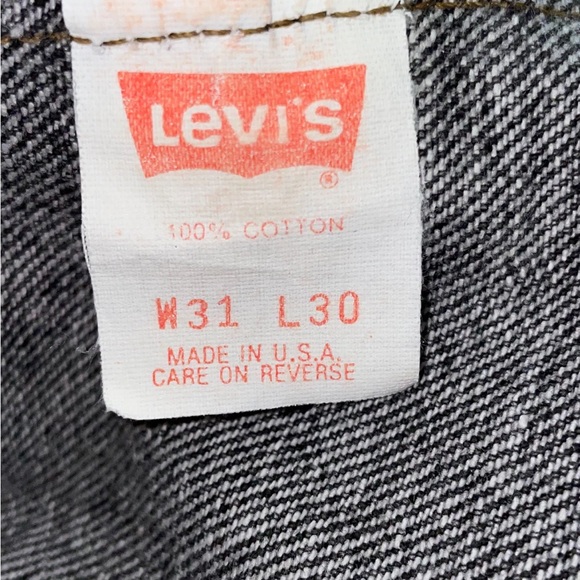 Levi's
®
100% COTTON
W31 L30
MADE IN U.S.A.
CARE ON REVERSE